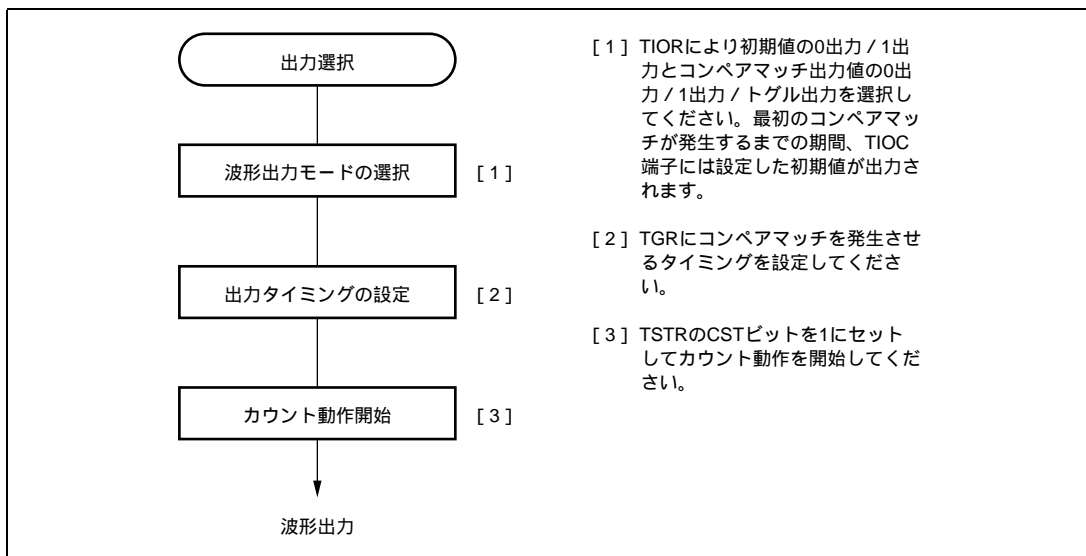 出力選択
波形出力モードの選択 [1]
出力タイミングの設定 [2]
カウント動作開始 [3]
波形出力
[1] TIORにより初期値の0出力/1出
力とコンペアマッチ出力値の0出
力/1出力/トグル出力を選択し
てください。最初のコンペアマッ
チが発生するまでの期間、TIOC
端子には設定した初期値が出力さ
れます。
[2] TGRにコンペアマッチを発生させ
るタイミングを設定してくださ
い。
[3] TSTRのCSTビットを1にセット
してカウント動作を開始してくだ
さい。